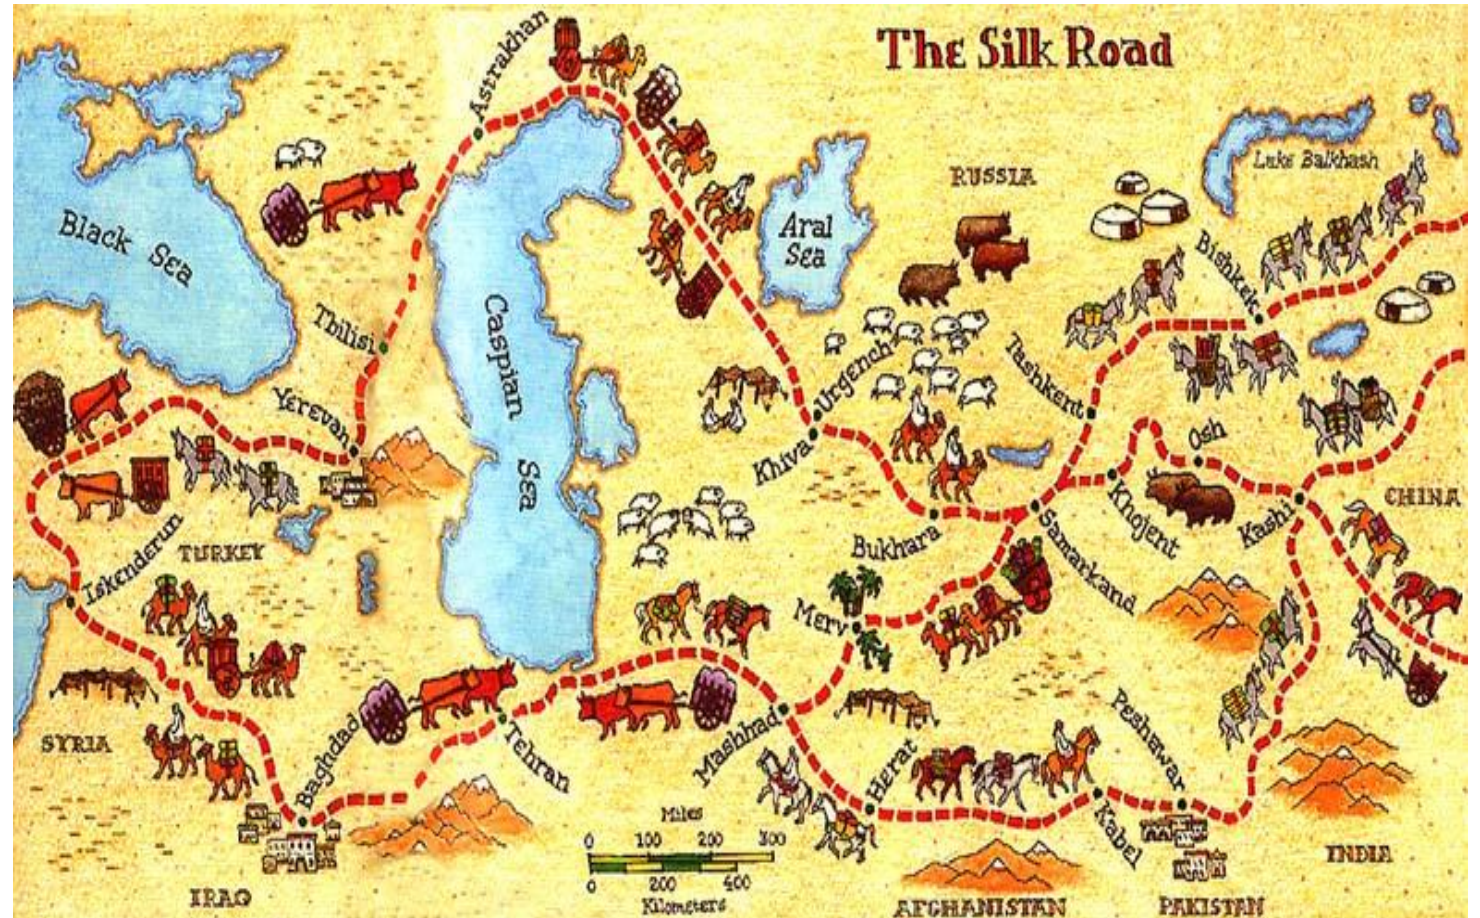 The Silk Road
Astrakhan
Black Sea
Aral
Sea
RUSSIA
Lake Balkhash
Bishkek
Tbilisi
Caspian
Sea
Yerevan
Urgench
Tashkent
Khiva
Osh
Khojent
Kashi
CHINA
Iskenderun
TURKEY
Bukhara
Samarkand
Merv
SYRIA
Baghdad
Tehran
Mashhad
Herat
Peshawar
Kabel
Miles
0 100 200 300
0 200 400
Kilometers
IRAQ
AFGHANISTAN
PAKISTAN
INDIA